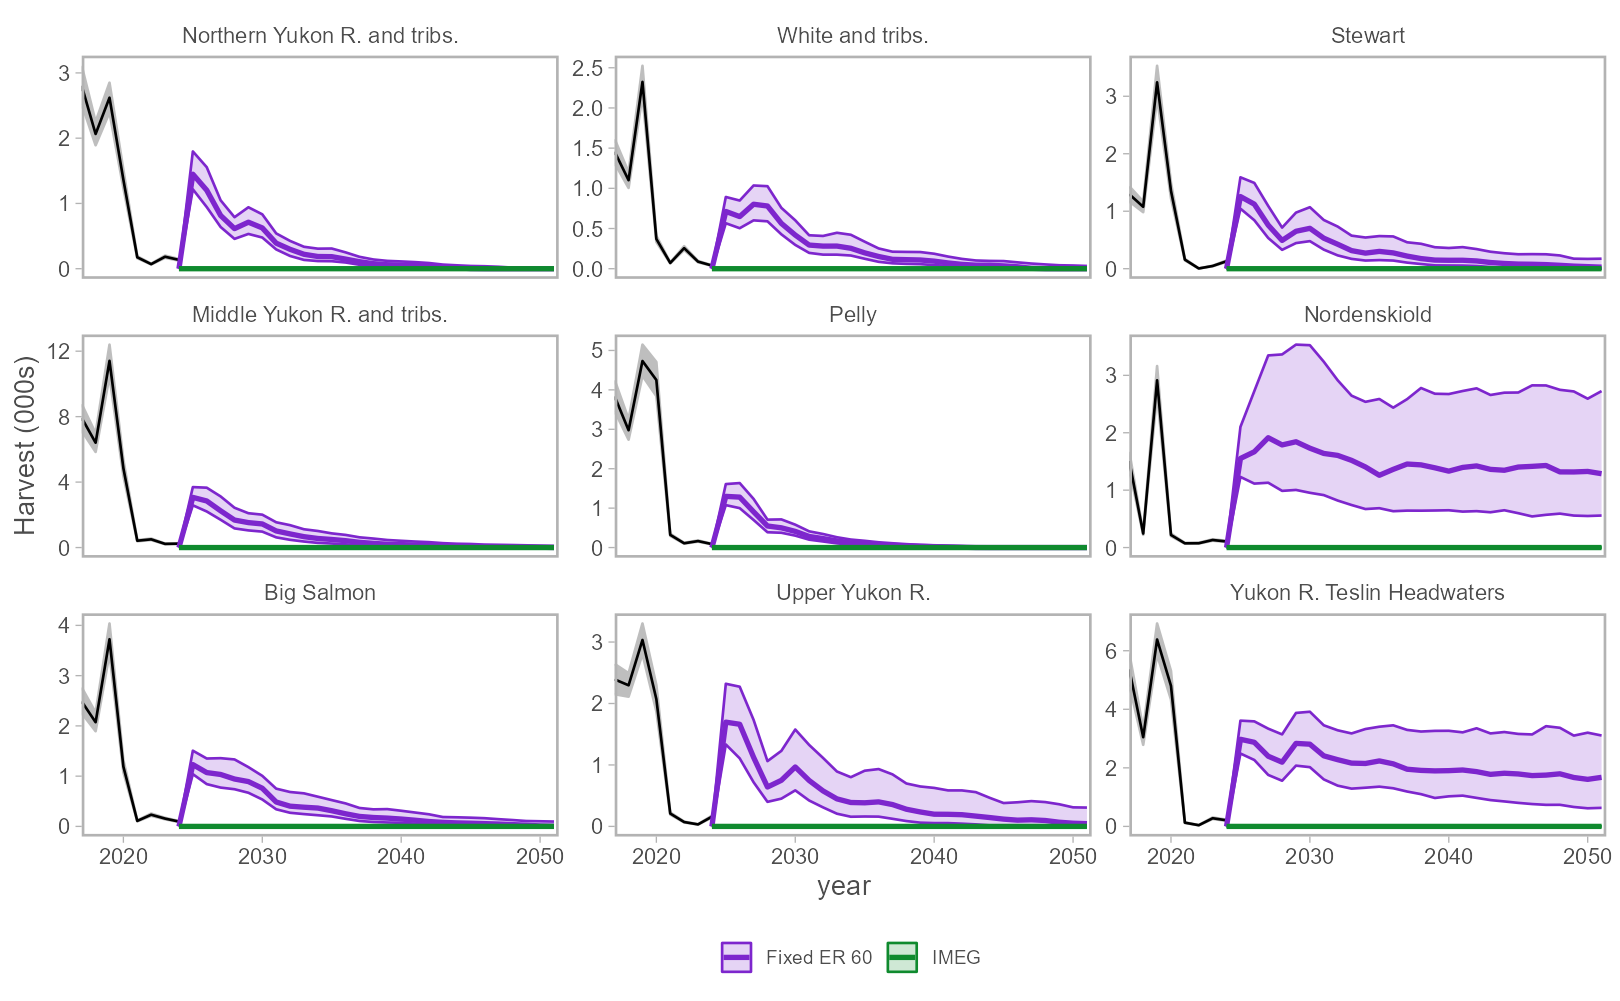 Northern Yukon R. and tribs.
White and tribs.
Stewart
3
2
1
0
2.5
2.0
1.5
1.0
0.5
0.0
3
2
1
0
Middle Yukon R. and tribs.
Pelly
Nordenskiold
Harvest (000s)
12
8
4
0
5
4
3
2
1
0
3
2
1
0
Big Salmon
Upper Yukon R.
Yukon R. Teslin Headwaters
4
3
2
1
0
3
2
1
0
6
4
2
0
2020 2030 2040 2050
2020 2030 2040 2050
2020 2030 2040 2050
year
Fixed ER 60
IMEG